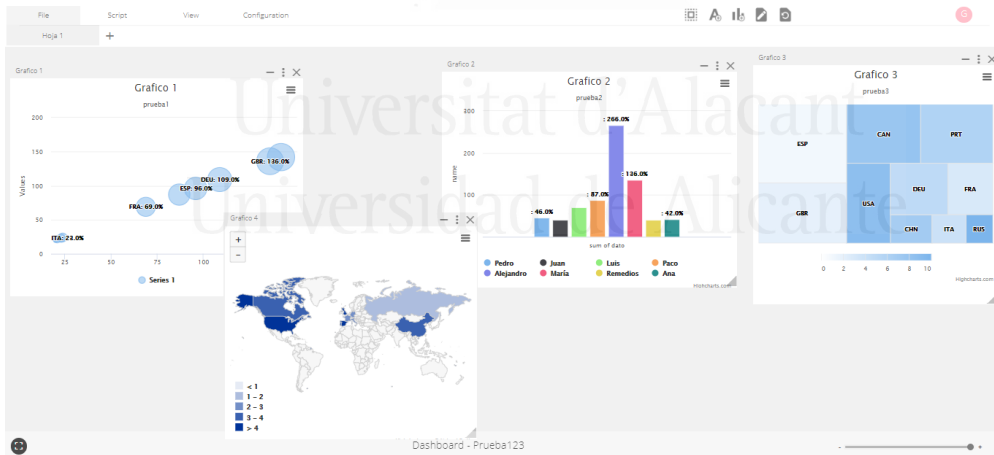 File Script View Configuration
G
Hoja 1 +
Universitat d'Alacant
Universidad de Alicante
Grafico 1
Grafico 1
prueba1
Values
200
150
100
50
0
25 75 100
ITA: 23.0%
FRA: 69.0%
ESP: 96.0%
DEU: 109.0%
GBR: 136.0%
Series 1
Grafico 2
Grafico 2
prueba2
name
300
200
100
: 46.0%
: 87.0%
: 266.0%
: 136.0%
: 42.0%
sum of dato
Pedro Juan Luis Paco
Alejandro María Remedios Ana
Highcharts.com
Grafico 3
Grafico 3
prueba3
ESP CAN PRT
GBR USA DEU FRA
CHN ITA RUS
0 2 4 6 8 10
Highcharts.com
Grafico 4
+
-
< 1
1 – 2
2 – 3
3 – 4
> 4
Dashboard - Prueba123
- +